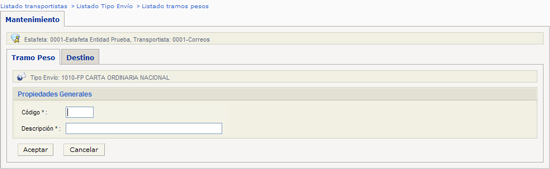 Listado transportistas > Listado Tipo Envío > Listado tramos pesos
Mantenimiento
Estafeta: 0001-Estafeta Entidad Prueba, Transportista: 0001-Correos
Tramo Peso Destino
Tipo Envío: 1010-FP CARTA ORDINARIA NACIONAL
Propiedades Generales
Código * :
Descripción * :
Aceptar Cancelar